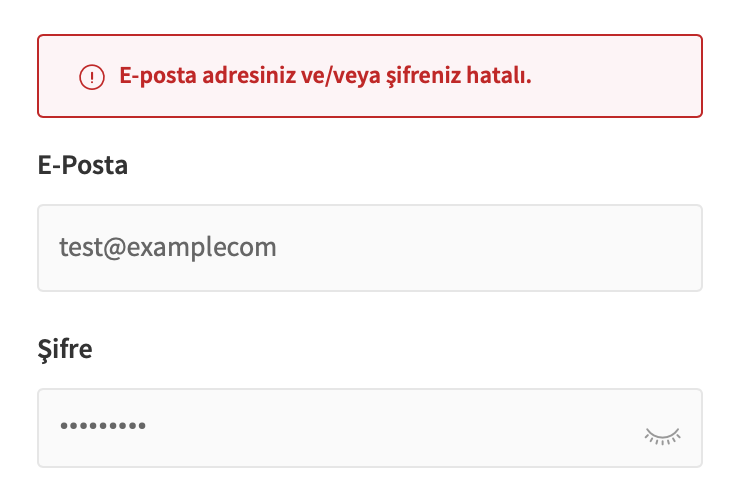 E-posta adresiniz ve/veya şifreniz hatalı.
E-Posta
test@examplecom
Şifre
•••••••••